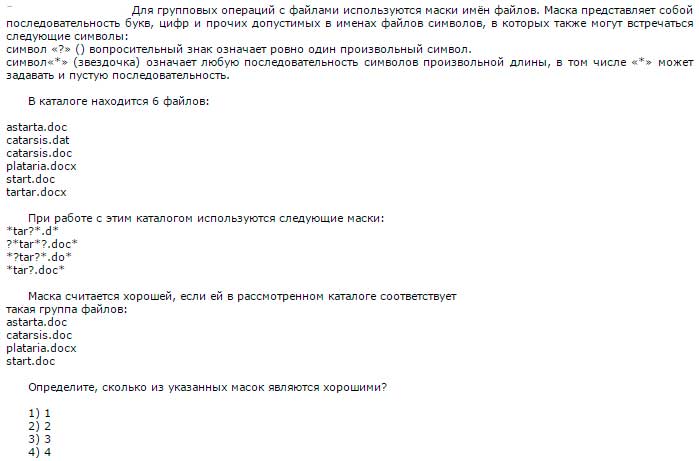 Для групповых операций с файлами используются маски имён файлов. Маска представляет собой
последовательность букв, цифр и прочих допустимых в именах файлов символов, в которых также могут встречаться
следующие символы:
символ «?» () вопросительный знак означает ровно один произвольный символ.
символ«*» (звездочка) означает любую последовательность символов произвольной длины, в том числе «*» может
задавать и пустую последовательность.
В каталоге находится 6 файлов:
astarta.doc
catarsis.dat
catarsis.doc
plataria.docx
start.doc
tartar.docx
При работе с этим каталогом используются следующие маски:
*tar?*.d*
?*tar*?.doc*
*?tar?*.do*
*tar?.doc*
Маска считается хорошей, если ей в рассмотренном каталоге соответствует
такая группа файлов:
astarta.doc
catarsis.doc
plataria.docx
start.doc
Определите, сколько из указанных масок являются хорошими?
1) 1
2) 2
3) 3
4) 4